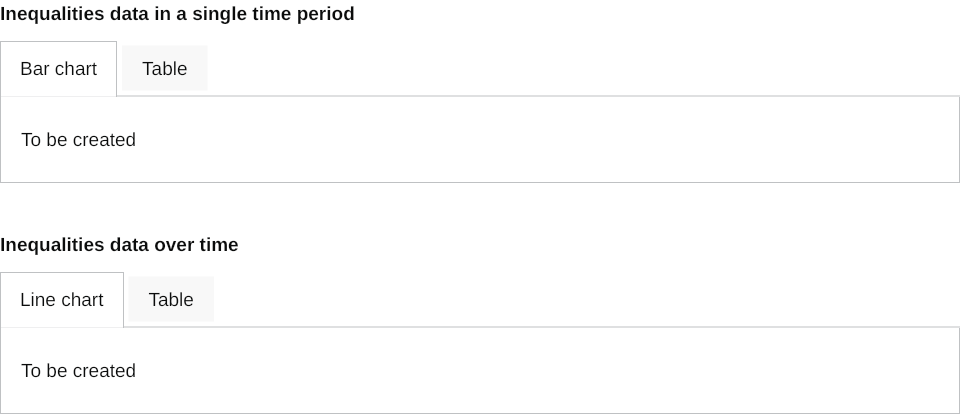 Inequalities data in a single time period
Bar chart
Table
To be created
Inequalities data over time
Line chart
Table
To be created